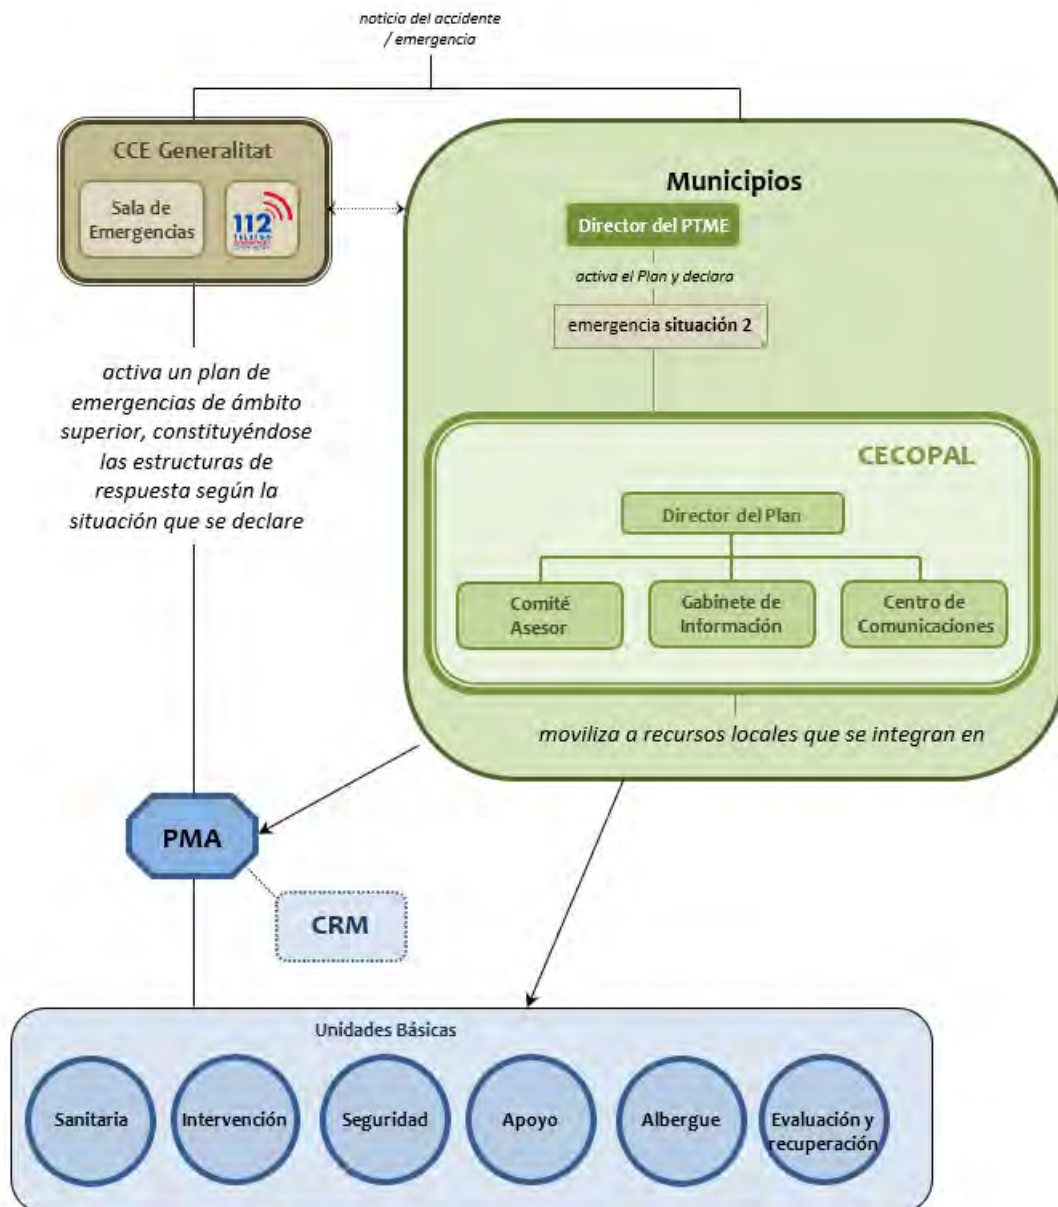 noticia del accidente
/ emergencia
CCE Generalitat
Sala de
Emergencias
112
Municipios
Director del PTME
activa el Plan y declara
emergencia situación 2
activa un plan de
emergencias de ámbito
superior, constituyéndose
las estructuras de
respuesta según la
situación que se declare
CECOPAL
Director del Plan
Comité
Asesor
Gabinete de
Información
Centro de
Comunicaciones
moviliza a recursos locales que se integran en
PMA
CRM
Unidades Básicas
Sanitaria
Intervención
Seguridad
Apoyo
Albergue
Evaluación y
recuperación